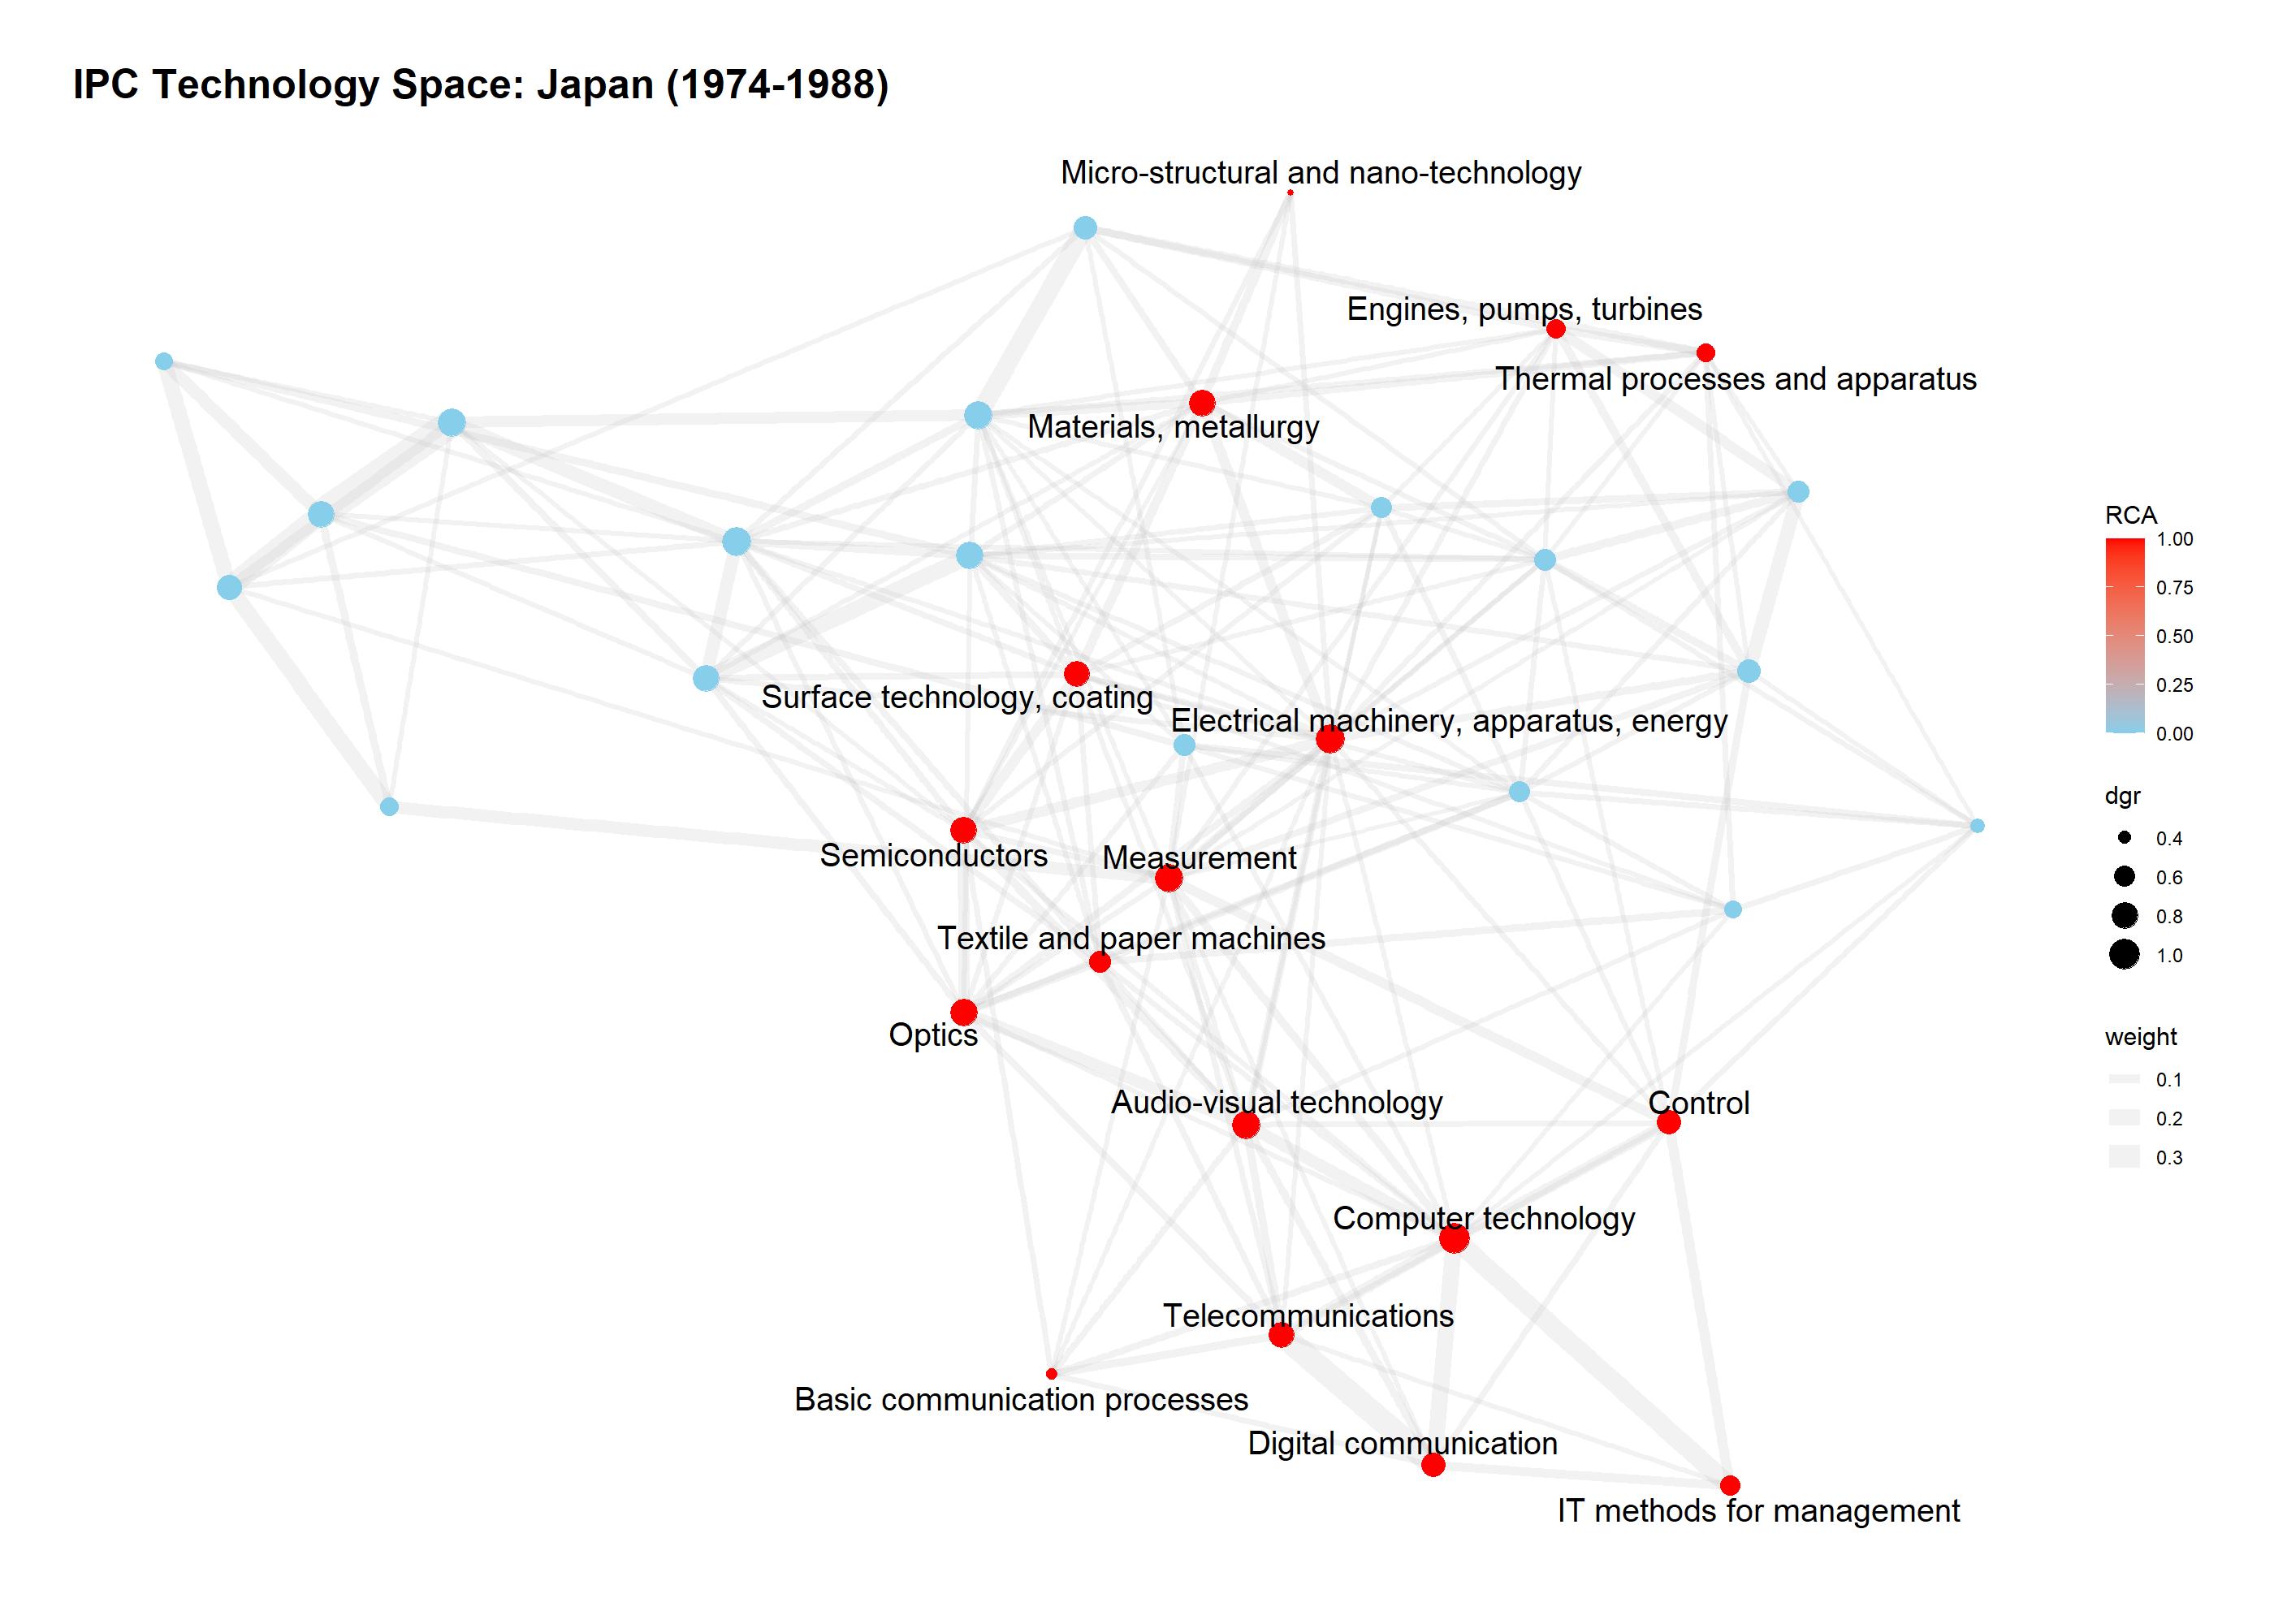 IPC Technology Space: Japan (1974-1988)
Micro-structural and nano-technology
Engines, pumps, turbines
Thermal processes and apparatus
Materials, metallurgy
Surface technology, coating
Electrical machinery, apparatus, energy
Semiconductors
Measurement
Textile and paper machines
Optics
Audio-visual technology
Control
Computer technology
Telecommunications
Basic communication processes
Digital communication
IT methods for management
RCA
1.00
0.75
0.50
0.25
0.00
dgr
0.4
0.6
0.8
1.0
weight
0.1
0.2
0.3